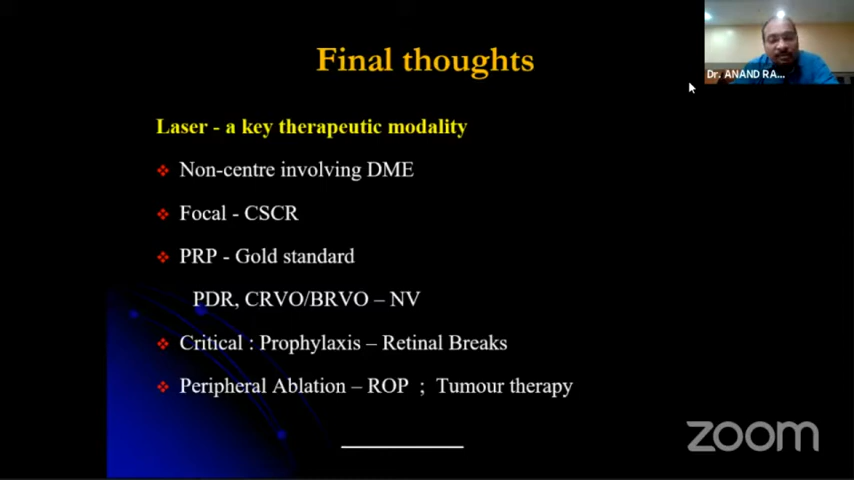 Final thoughts
Dr. ANAND RA...
Laser - a key therapeutic modality
Non-centre involving DME
Focal - CSCR
PRP - Gold standard
PDR, CRVO/BRVO – NV
Critical : Prophylaxis – Retinal Breaks
Peripheral Ablation – ROP ; Tumour therapy
zoom